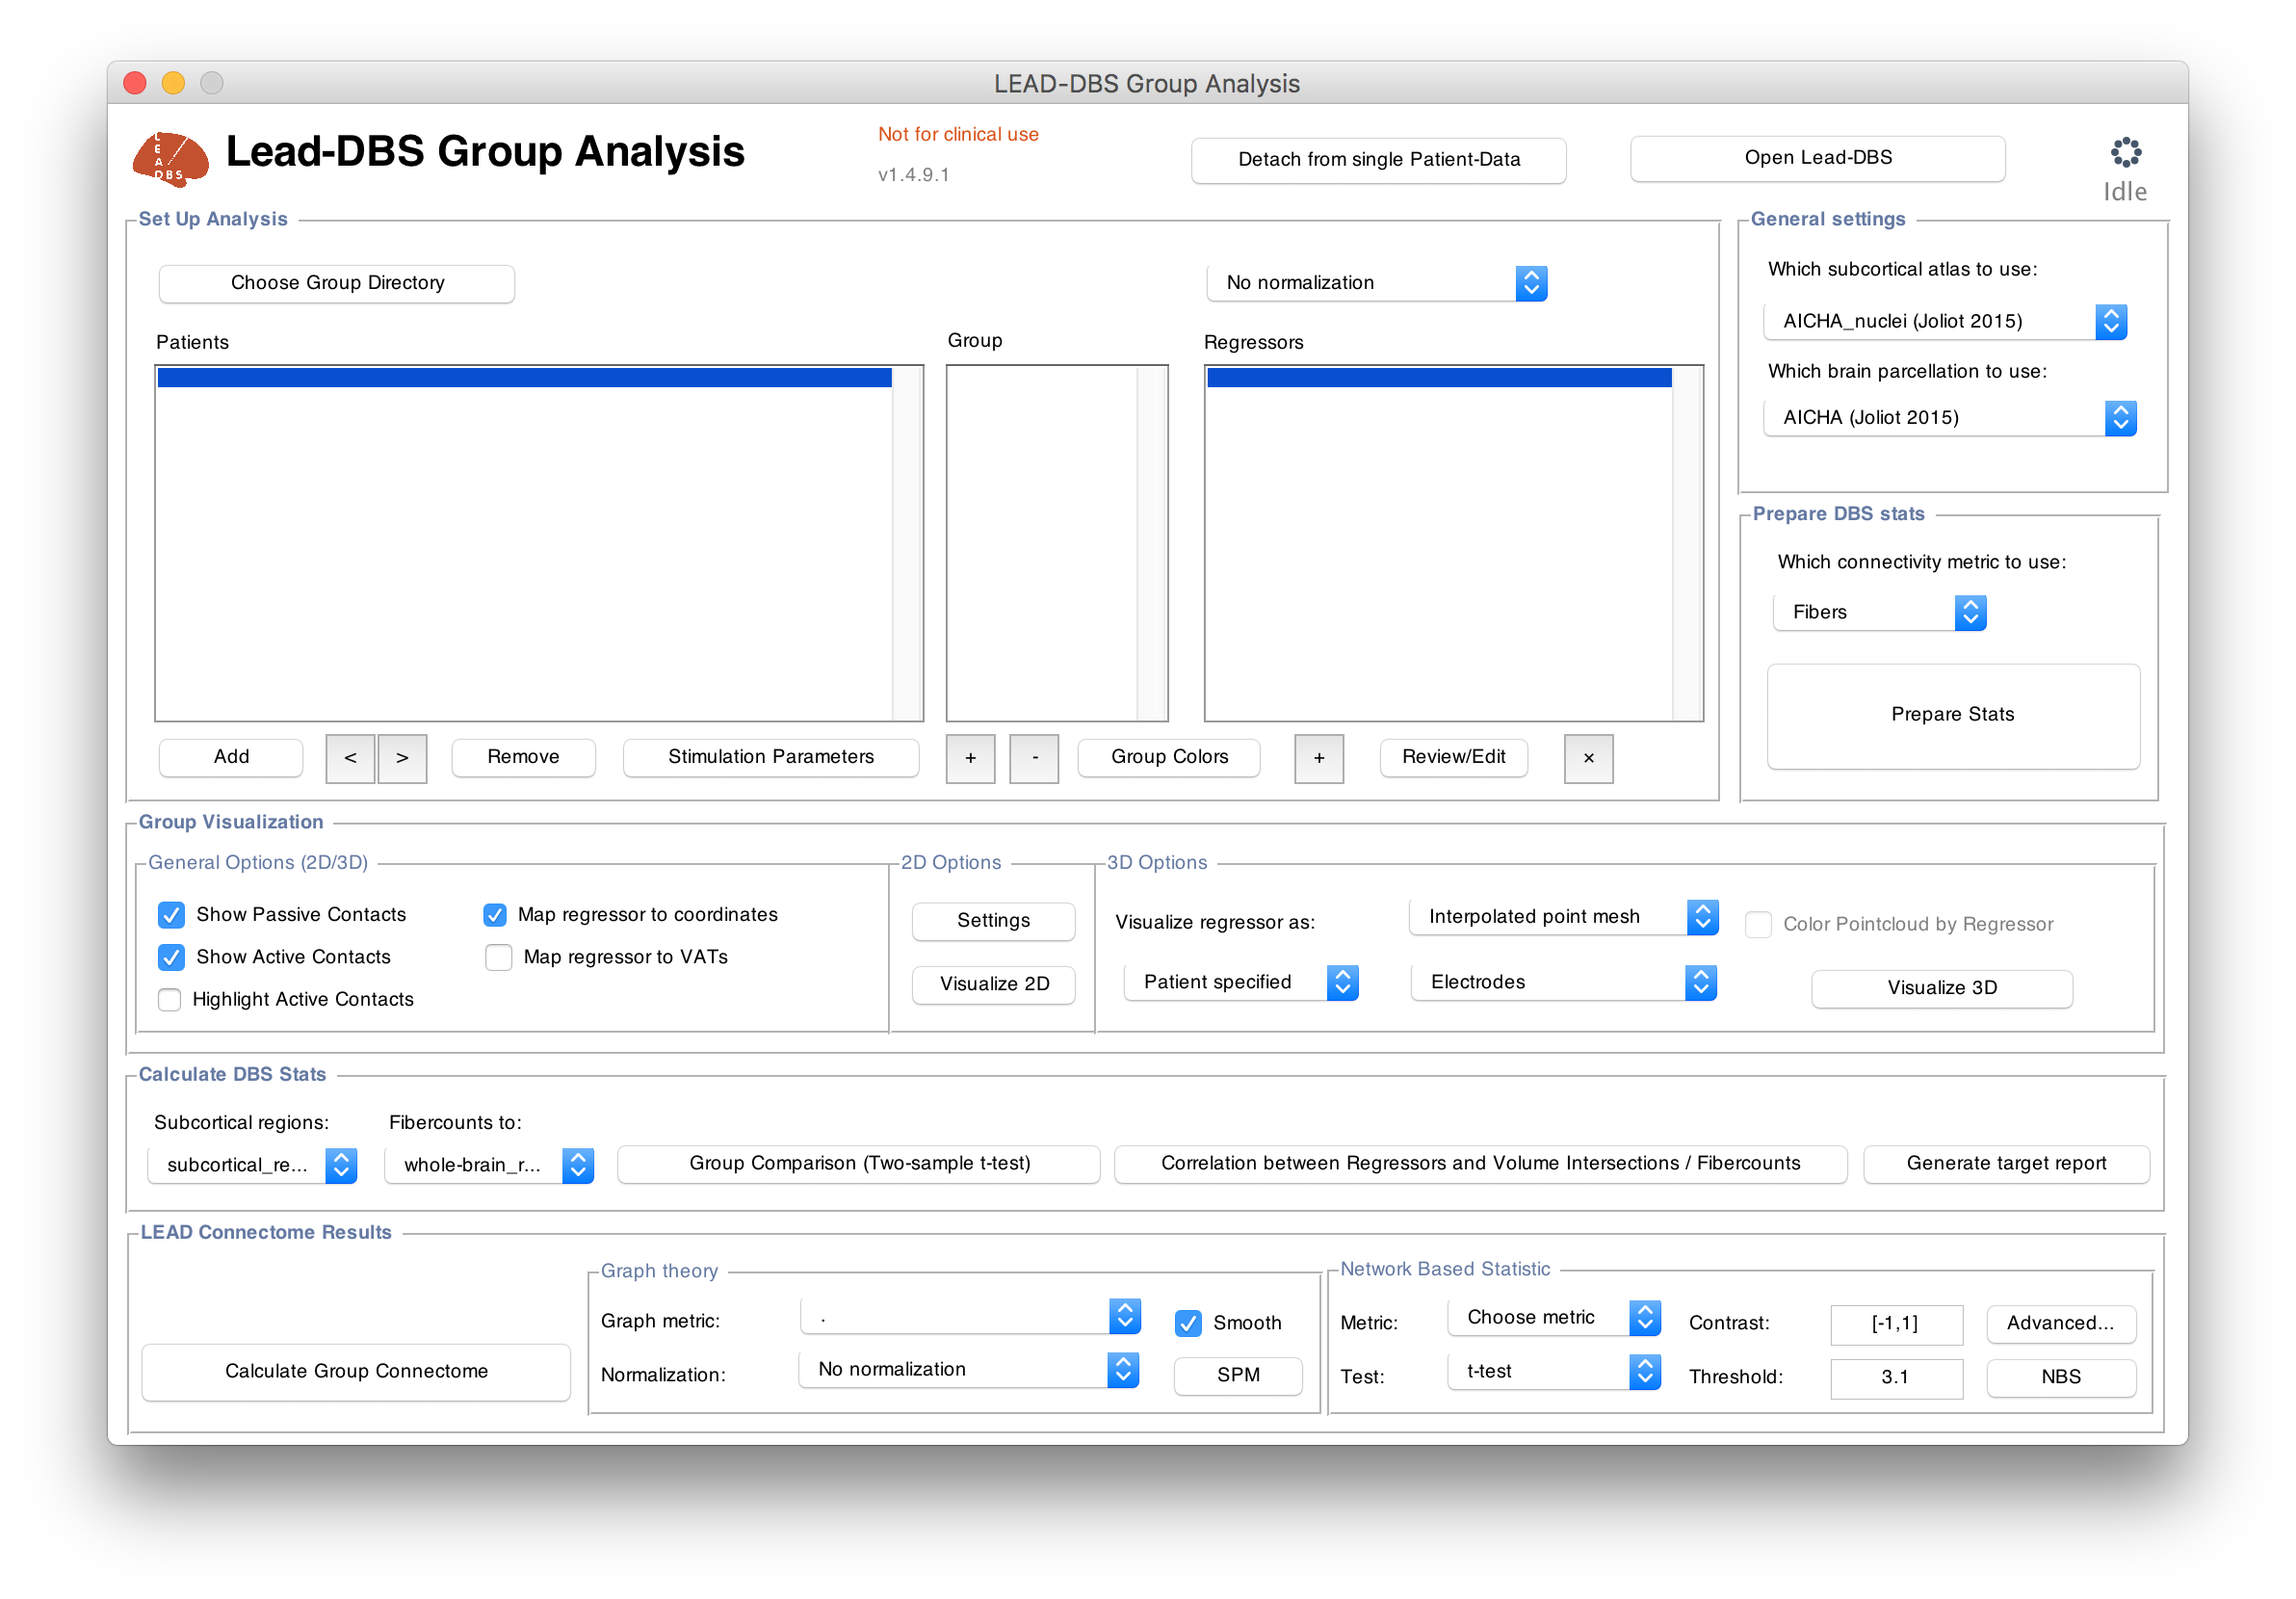 LEAD-DBS Group Analysis
LEAD
DBS
Lead-DBS Group Analysis
Not for clinical use
v1.4.9.1
Detach from single Patient-Data
Open Lead-DBS
Idle
Set Up Analysis
Choose Group Directory
No normalization
Patients
Group
Regressors
Add
<
>
Remove
Stimulation Parameters
+
-
Group Colors
+
Review/Edit
×
General settings
Which subcortical atlas to use:
AICHA_nuclei (Joliot 2015)
Which brain parcellation to use:
AICHA (Joliot 2015)
Prepare DBS stats
Which connectivity metric to use:
Fibers
Prepare Stats
Group Visualization
General Options (2D/3D)
Show Passive Contacts
Map regressor to coordinates
Show Active Contacts
Map regressor to VATs
Highlight Active Contacts
2D Options
Settings
Visualize 2D
3D Options
Visualize regressor as:
Interpolated point mesh
Color Pointcloud by Regressor
Patient specified
Electrodes
Visualize 3D
Calculate DBS Stats
Subcortical regions:
Fibercounts to:
subcortical_re...
whole-brain_r...
Group Comparison (Two-sample t-test)
Correlation between Regressors and Volume Intersections / Fibercounts
Generate target report
LEAD Connectome Results
Calculate Group Connectome
Graph theory
Graph metric:
.
Smooth
Normalization:
No normalization
SPM
Network Based Statistic
Metric:
Choose metric
Contrast:
[-1,1]
Advanced...
Test:
t-test
Threshold:
3.1
NBS